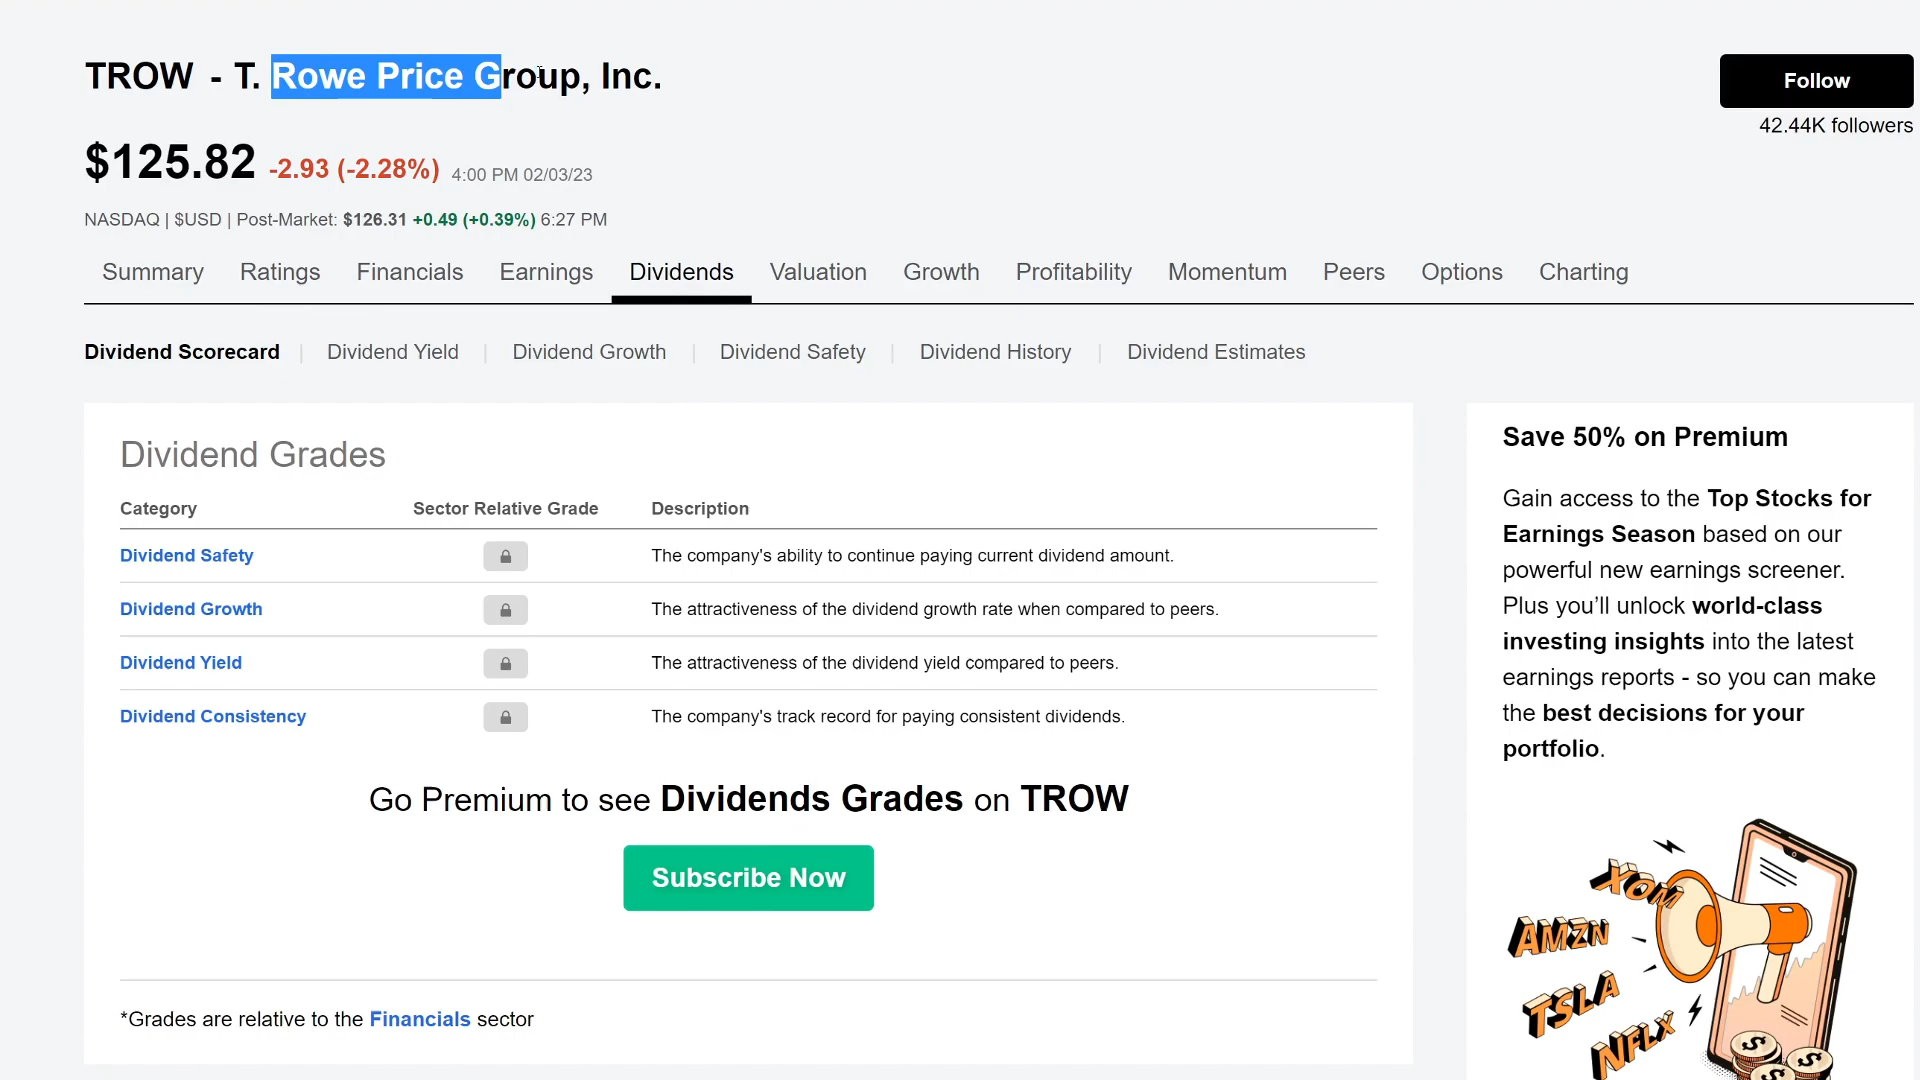 TROW - T. Rowe Price Group, Inc.
Follow
42.44K followers
$125.82 -2.93 (-2.28%) 4:00 PM 02/03/23
NASDAQ | $USD | Post-Market: $126.31 +0.49 (+0.39%) 6:27 PM
Summary Ratings Financials Earnings Dividends Valuation Growth Profitability Momentum Peers Options Charting
Dividend Scorecard | Dividend Yield | Dividend Growth | Dividend Safety | Dividend History | Dividend Estimates
Dividend Grades
Category Sector Relative Grade Description
Dividend Safety The company's ability to continue paying current dividend amount.
Dividend Growth The attractiveness of the dividend growth rate when compared to peers.
Dividend Yield The attractiveness of the dividend yield compared to peers.
Dividend Consistency The company's track record for paying consistent dividends.
Go Premium to see Dividends Grades on TROW
Subscribe Now
*Grades are relative to the Financials sector
Save 50% on Premium
Gain access to the Top Stocks for
Earnings Season based on our
powerful new earnings screener.
Plus you’ll unlock world-class
investing insights into the latest
earnings reports - so you can make
the best decisions for your
portfolio.
XOM
AMZN
TSLA
NFLX
$
$
$